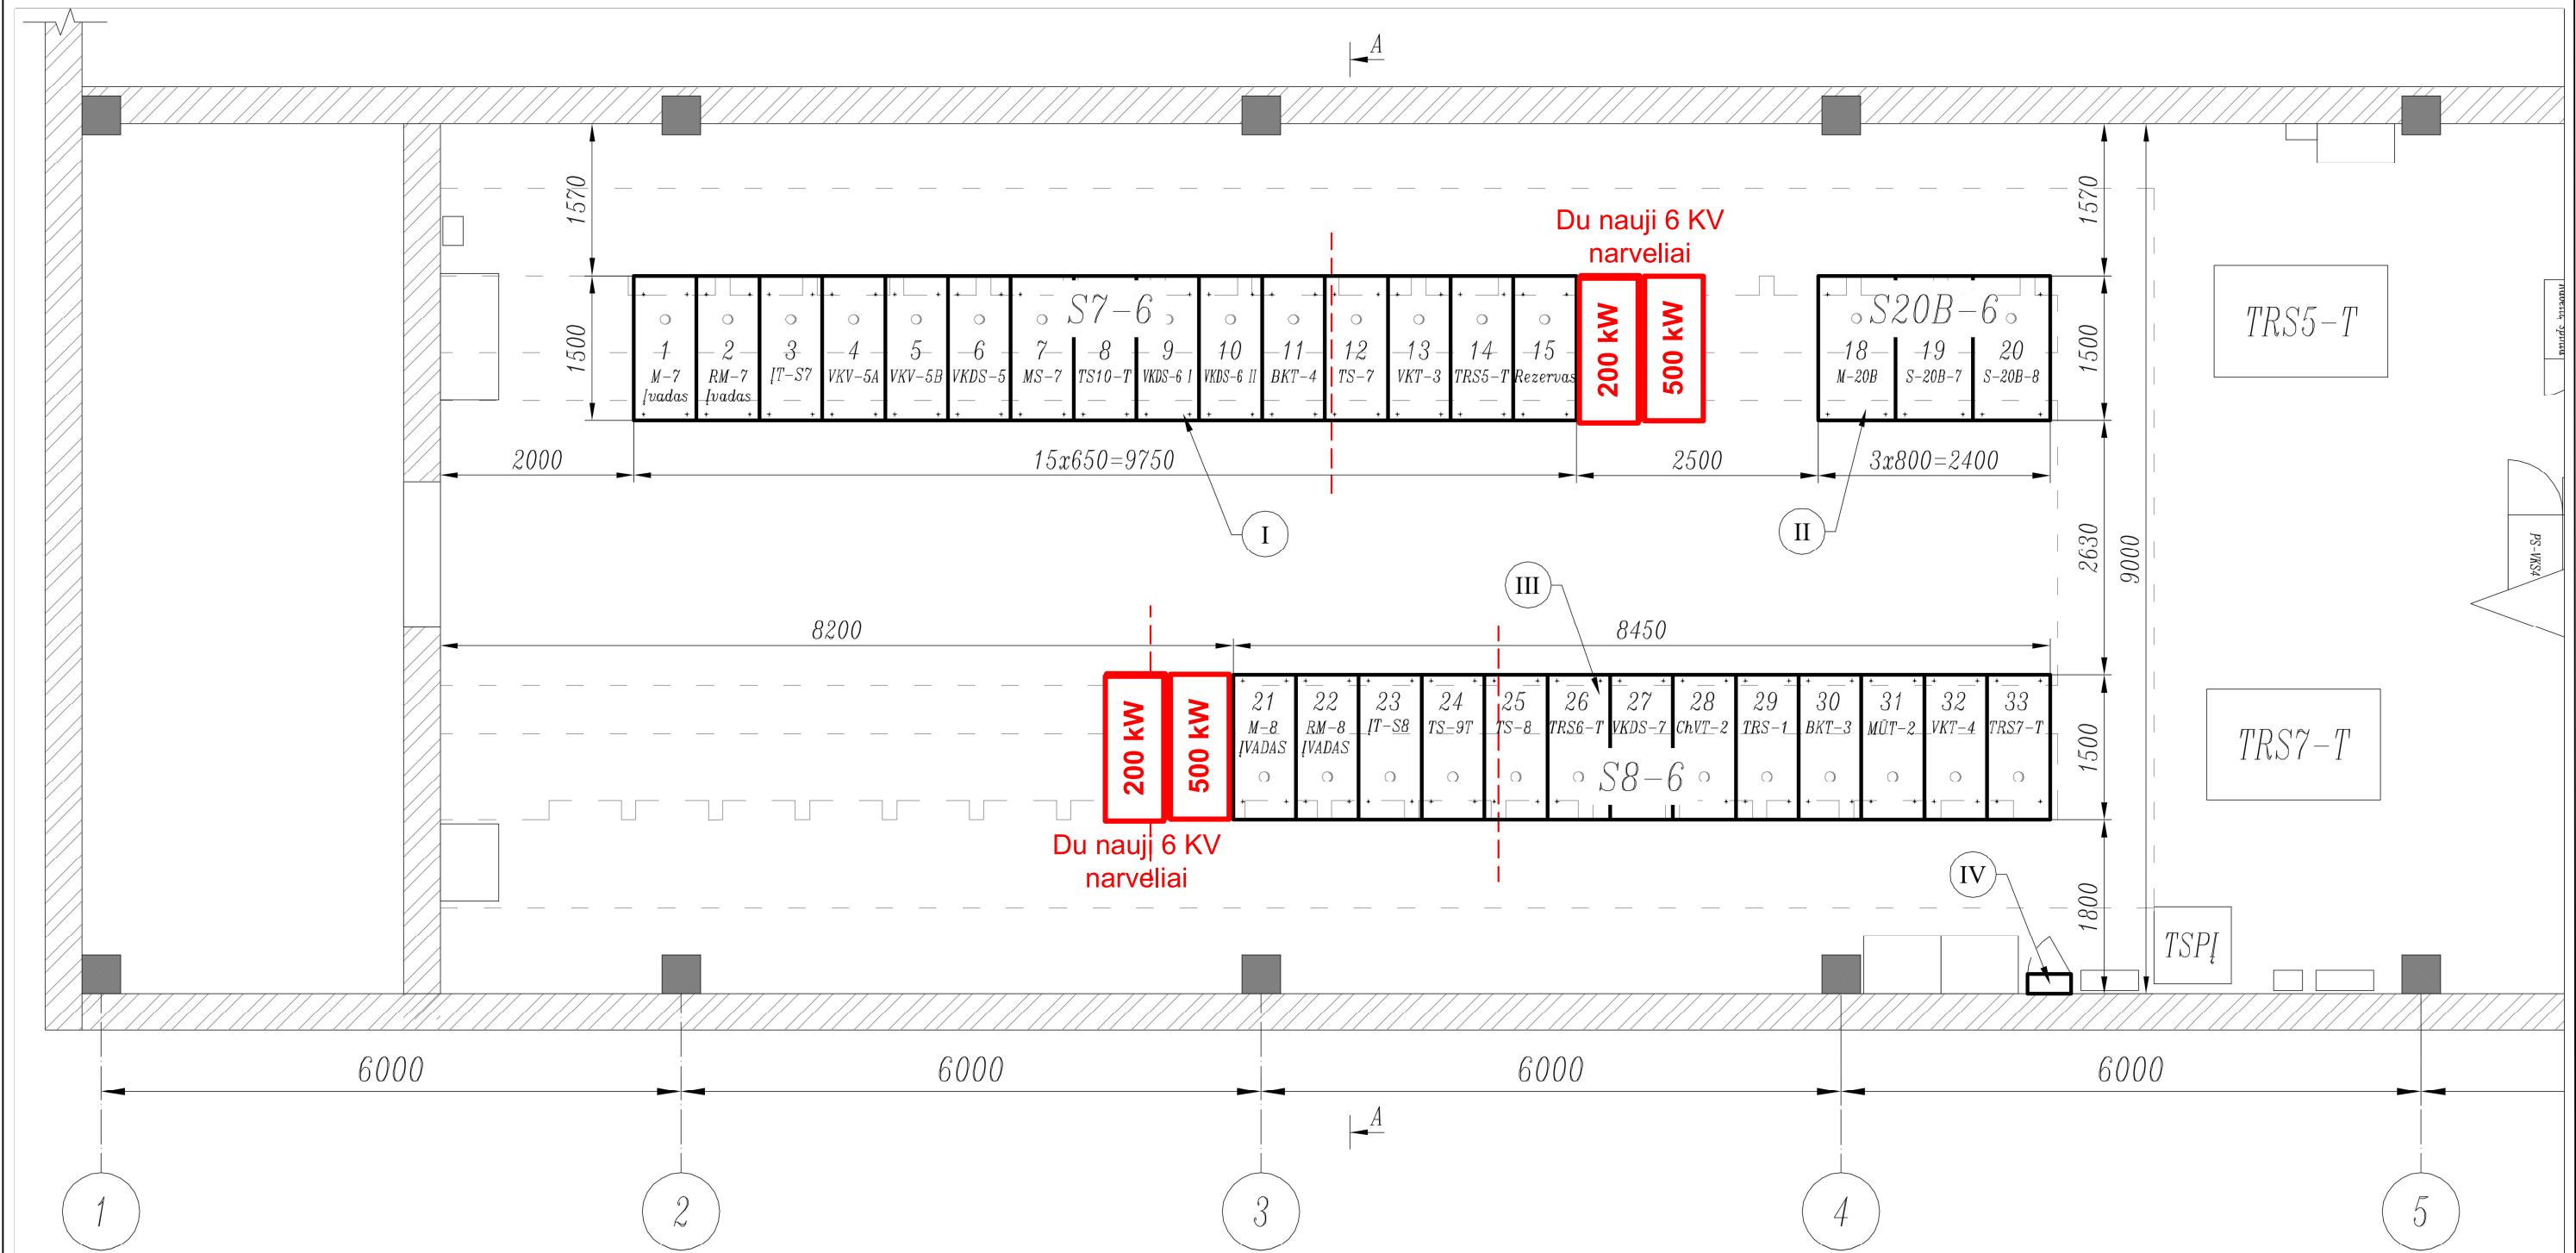 A
1570
1570
Du nauji 6 KV
narveliai
S7-6
S20B-6
1500
1 M-7 Įvadas
2 RM-7 Įvadas
3 ĮT-S7
4 VKV-5A
5 VKV-5B
6 VKDS-5
7 MS-7
8 TS10-T
9 VKDS-6 I
10 VKDS-6 II
11 BKT-4
12 TS-7
13 VKT-3
14 TRS5-T
15 Rezervas
200 kW
500 kW
18 M-20B
19 S-20B-7
20 S-20B-8
1500
TRS5-T
2000
15x650=9750
2500
3x800=2400
I
II
2630
9000
PS-VKS4
III
8200
8450
200 kW
500 kW
21 M-8 ĮVADAS
22 RM-8 ĮVADAS
23 ĮT-S8
24 TS-9T
25 TS-8
26 TRS6-T
27 VKDS-7
28 ChVT-2
29 TRS-1
30 BKT-3
31 MŪT-2
32 VKT-4
33 TRS7-T
S8-6
1500
TRS7-T
Du nauji 6 KV
narveliai
IV
1800
TSPĮ
6000
6000
6000
6000
A
1
2
3
4
5